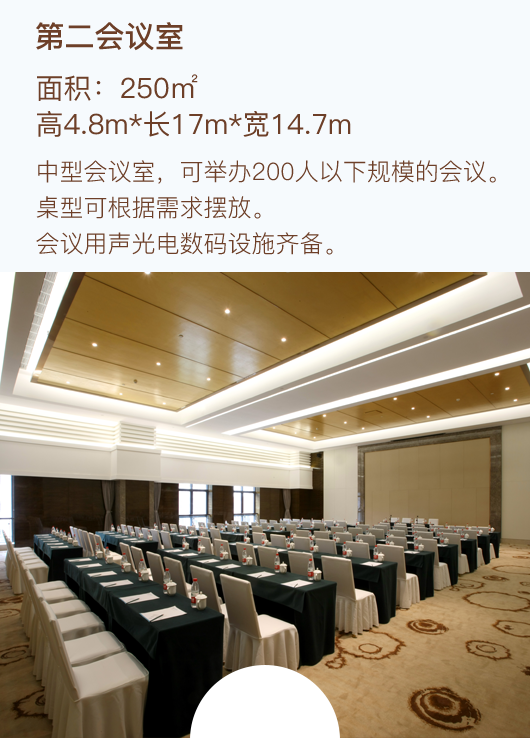 第二会议室
面积：250㎡
高4.8m*长17m*宽14.7m
中型会议室，可举办200人以下规模的会议。
桌型可根据需求摆放。
会议用声光电数码设施齐备。